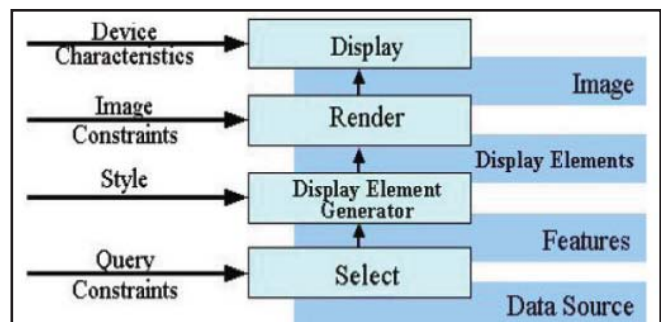 Device
Characteristics
Display
Image
Image
Constraints
Render
Display Elements
Style
Display Element
Generator
Features
Query
Constraints
Select
Data Source